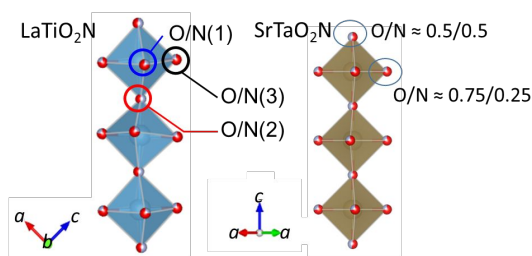 LaTiO₂N
O/N(1)
O/N(3)
O/N(2)
a
b
c
SrTaO₂N
O/N ≈ 0.5/0.5
O/N ≈ 0.75/0.25
c
a
a